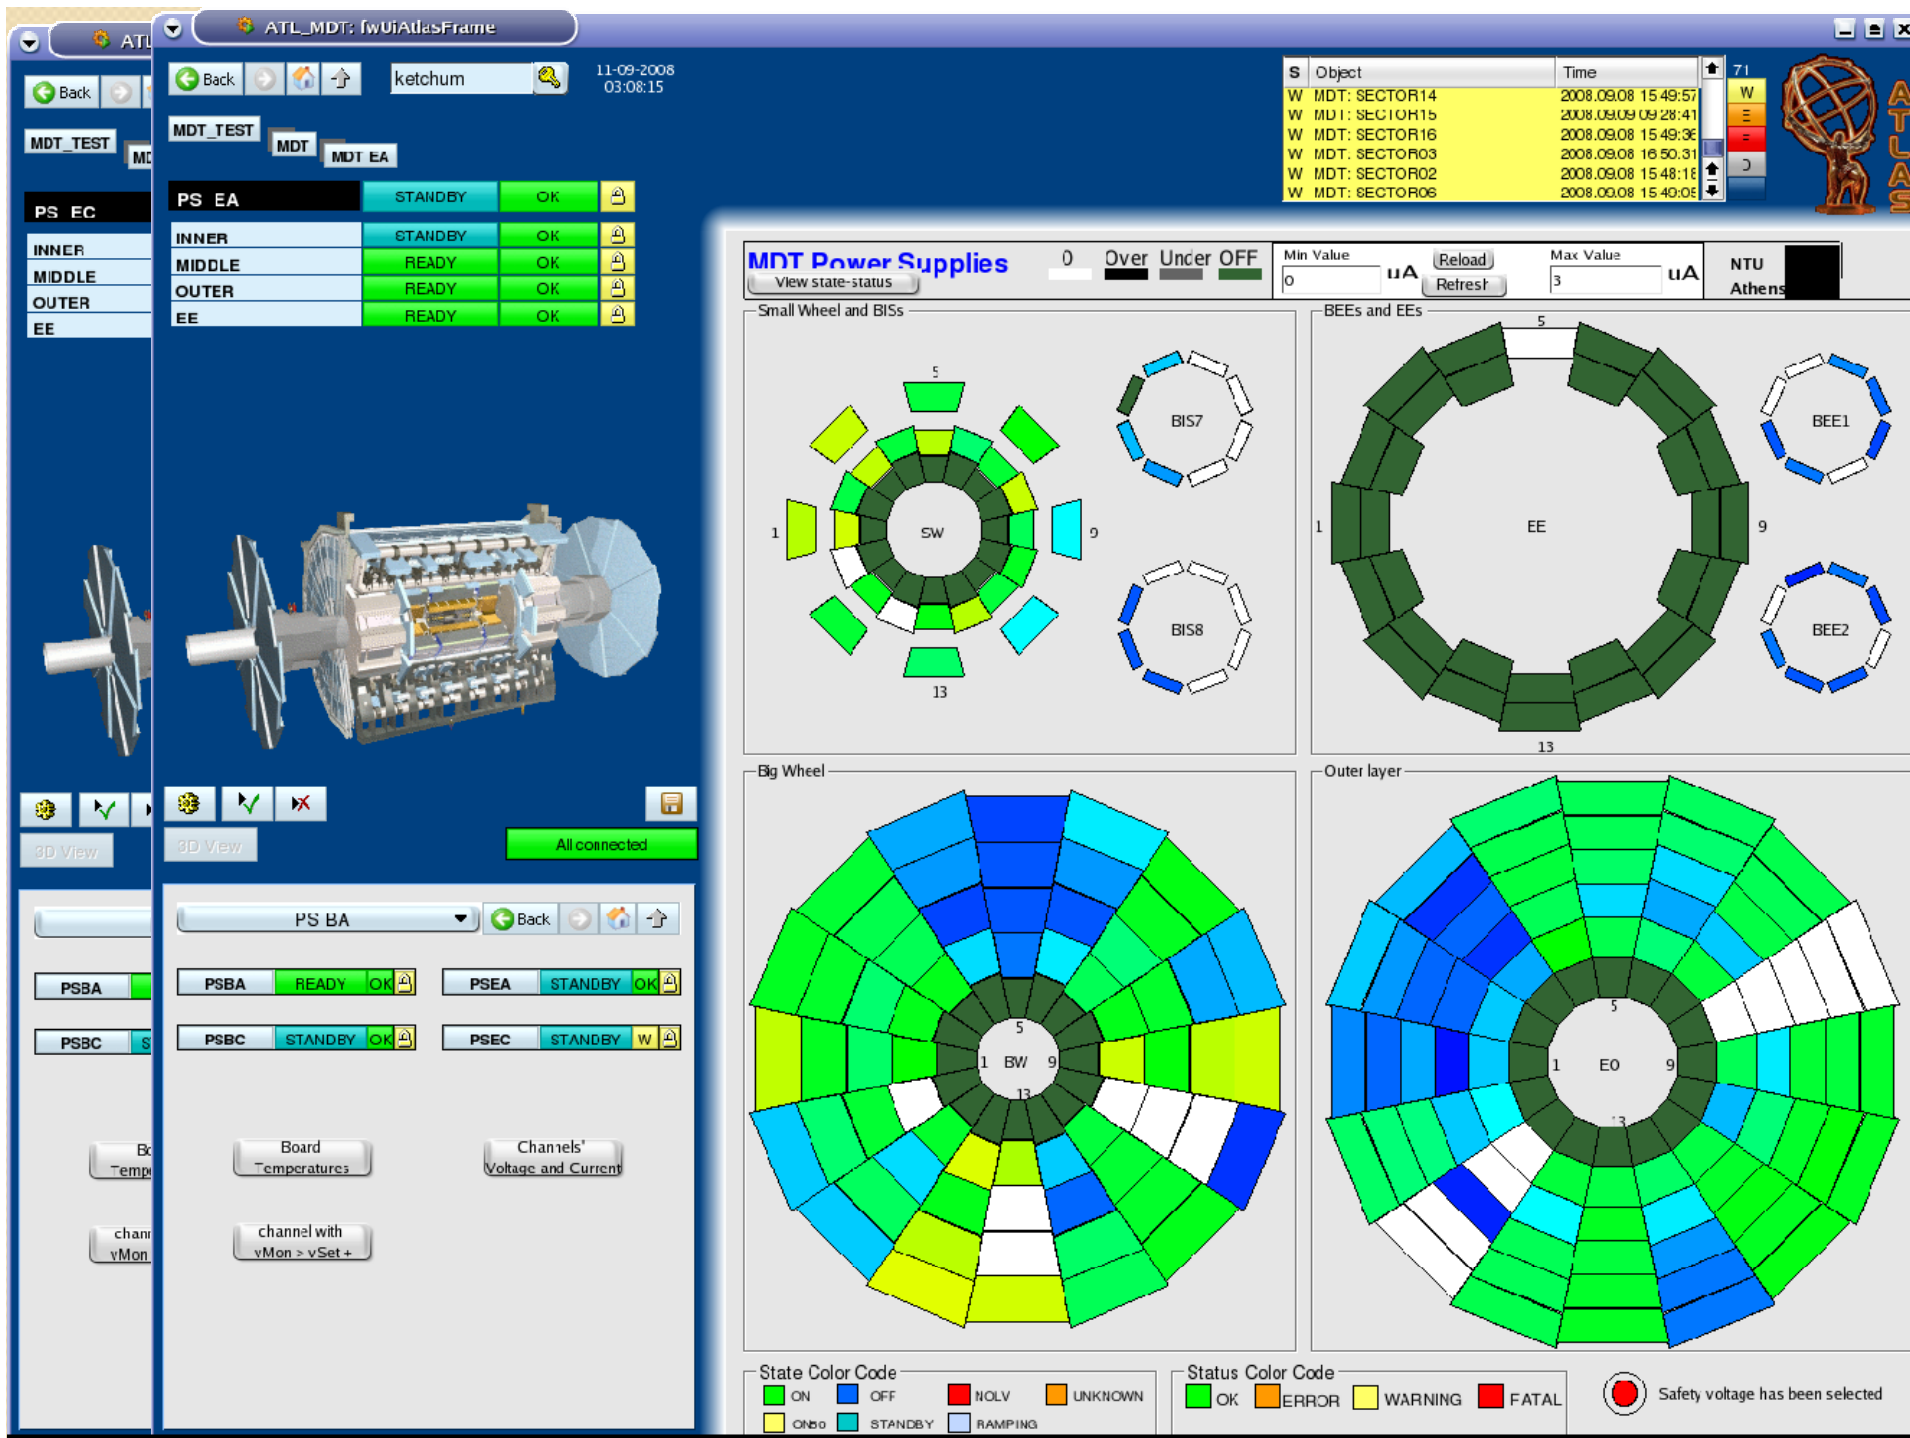 ATL
ATL_MDT: fwUiAtlasFrame
Back
Back
ketchum
11-09-2008
03:08:15
MDT_TEST
MDT_TEST
MDT
MDT EA
S Object Time
W MDT: SECTOR14 2008.09.08 15 49:57
W MDT: SECTOR15 2008.09.09 09 28:41
W MDT: SECTOR16 2008.09.08 15 49:36
W MDT: SECTOR03 2008.09.08 16 50.31
W MDT: SECTOR02 2008.09.08 15 48:18
W MDT: SECTOR06 2008.09.08 15 49:05
71
W
ATLAS
PS EC
INNER
MIDDLE
OUTER
EE
PS EA STANDBY OK
INNER STANDBY OK
MIDDLE READY OK
OUTER READY OK
EE READY OK
MDT Power Supplies
View state-status
0 Over Under OFF
Min Value
0 uA
Reload
Refresh
Max Value
3 uA
NTU
Athens
Small Wheel and BISs
5
1
SW
9
13
BIS7
BIS8
BEEs and EEs
5
1
EE
9
13
BEE1
BEE2
3D View
3D View
All connected
PS BA
Back
PSBA
PSBC
PSBA READY OK
PSEA STANDBY OK
PSBC STANDBY OK
PSEC STANDBY W
Board
Temperatures
Channels'
Voltage and Current
channel with
vMon > vSet +
Big Wheel
5
1 BW 9
13
Outer layer
5
1 EO 9
13
State Color Code
ON OFF NOLV UNKNOWN
STANDBY RAMPING
Status Color Code
OK ERROR WARNING FATAL
Safety voltage has been selected